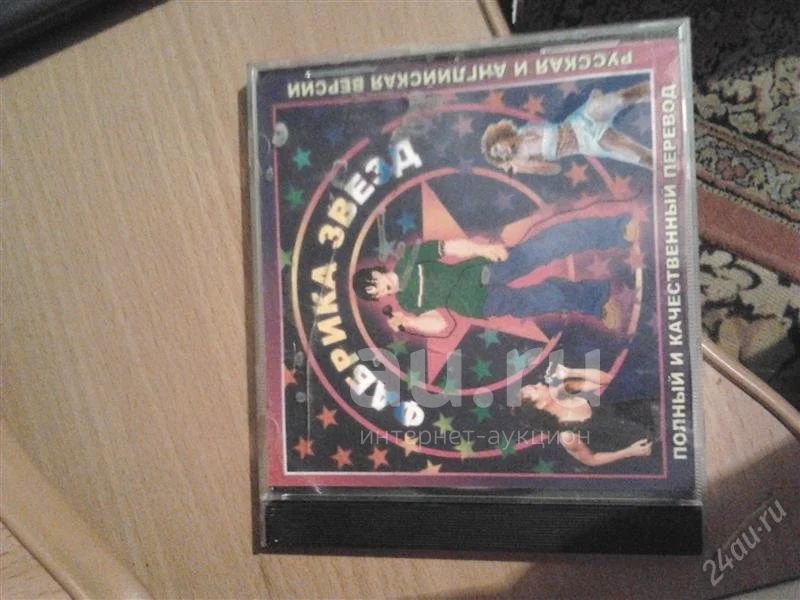 ФАБРИКА ЗВЕЗД
РУССКАЯ И АНГЛИЙСКАЯ ВЕРСИИ
ПОЛНЫЙ И КАЧЕСТВЕННЫЙ ПЕРЕВОД
au.ru
интернет-аукцион
24au.ru